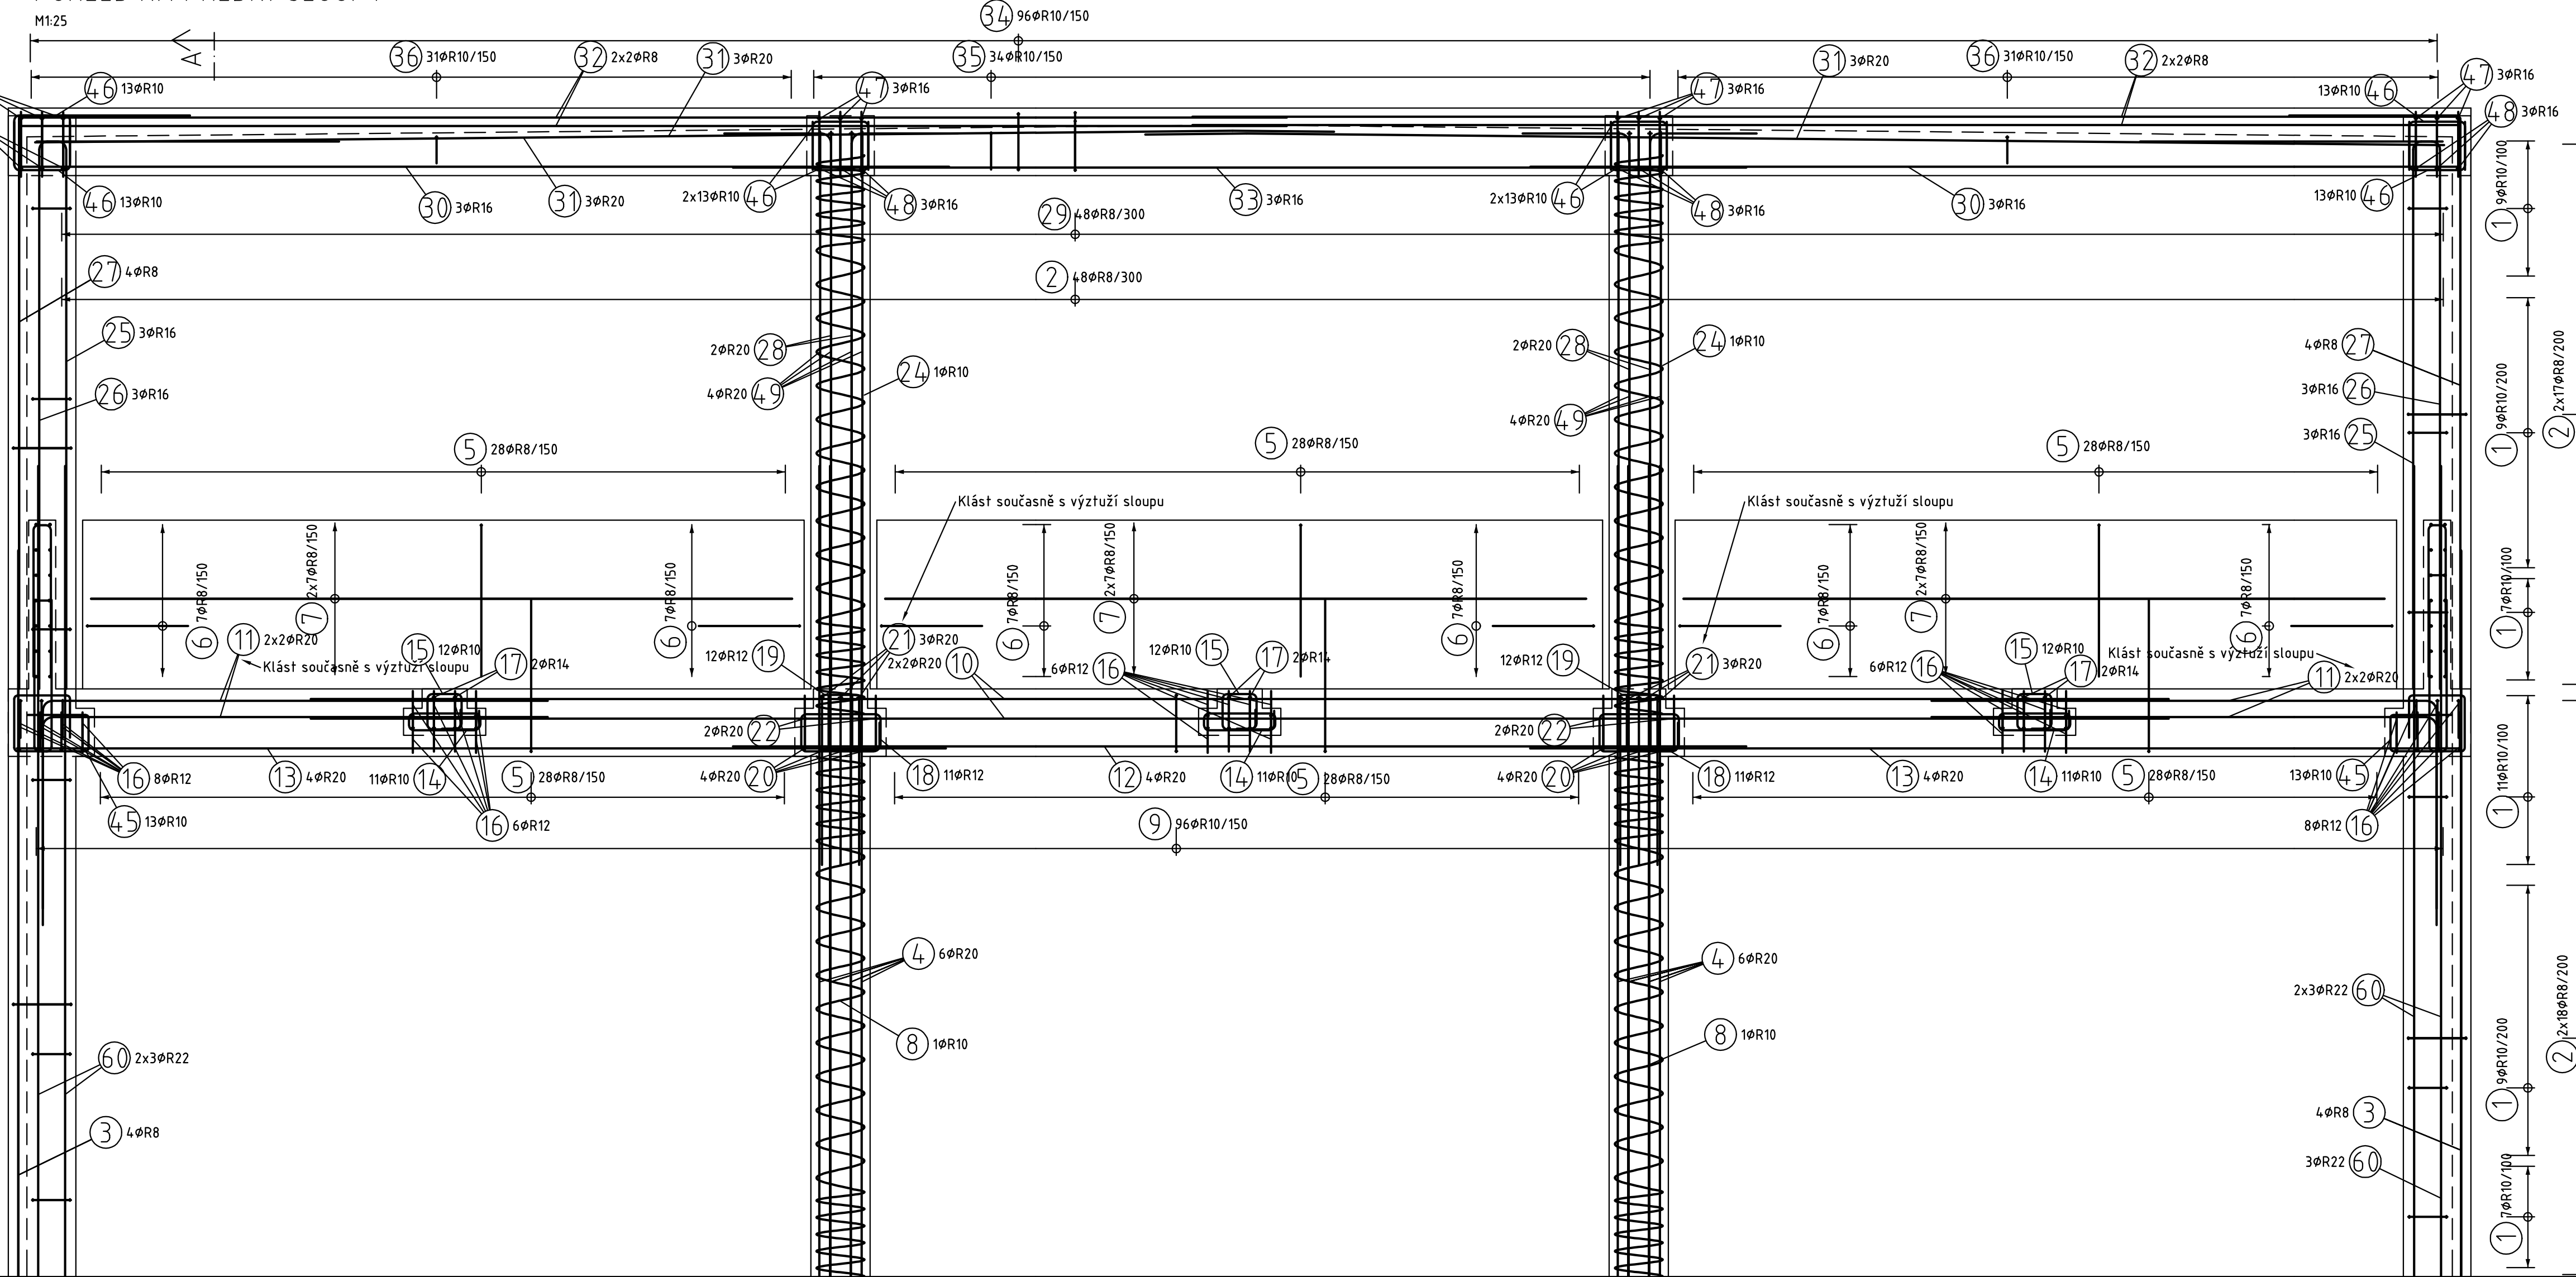 M1:25
A
34 96ØR10/150
36 31ØR10/150
32 2x2ØR8
31 3ØR20
35 34ØR10/150
31 3ØR20
36 31ØR10/150
32 2x2ØR8
46 13ØR10
47 3ØR16
47 3ØR16
13ØR10 46
47 3ØR16
48 3ØR16
46 13ØR10
30 3ØR16
31 3ØR20
2x13ØR10 46
48 3ØR16
33 3ØR16
2x13ØR10 46
48 3ØR16
30 3ØR16
13ØR10 46
1 9ØR10/100
29 48ØR8/300
27 4ØR8
2 48ØR8/300
25 3ØR16
26 3ØR16
2ØR20 28
4ØR20 49
24 1ØR10
2ØR20 28
4ØR20 49
24 1ØR10
4ØR8 27
3ØR16 26
3ØR16 25
1 9ØR10/200
2 2x17ØR8/200
5 28ØR8/150
5 28ØR8/150
5 28ØR8/150
Klást současně s výztuží sloupu
Klást současně s výztuží sloupu
6 7ØR8/150
7 2x7ØR8/150
6 7ØR8/150
6 7ØR8/150
7 2x7ØR8/150
6 7ØR8/150
6 7ØR8/150
7 2x7ØR8/150
6 7ØR8/150
1 7ØR10/100
11 2x2ØR20
Klást současně s výztuží sloupu
15 12ØR10
17 2ØR14
12ØR12 19
21 3ØR20
2x2ØR20 10
6ØR12 16
12ØR10 15
17 2ØR14
12ØR12 19
21 3ØR20
6ØR12 16
15 12ØR10
17 2ØR14
Klást současně s výztuží sloupu
11 2x2ØR20
2ØR20 22
2ØR20 22
16 8ØR12
13 4ØR20
11ØR10 14
5 28ØR8/150
4ØR20 20
18 11ØR12
12 4ØR20
14 11ØR10
5 28ØR8/150
4ØR20 20
18 11ØR12
13 4ØR20
14 11ØR10
5 28ØR8/150
13ØR10 45
1 11ØR10/100
45 13ØR10
16 6ØR12
9 96ØR10/150
8ØR12 16
4 6ØR20
4 6ØR20
2x3ØR22 60
8 1ØR10
8 1ØR10
60 2x3ØR22
3 4ØR8
4ØR8 3
3ØR22 60
1 9ØR10/200
2 2x18ØR8/200
1 7ØR10/100